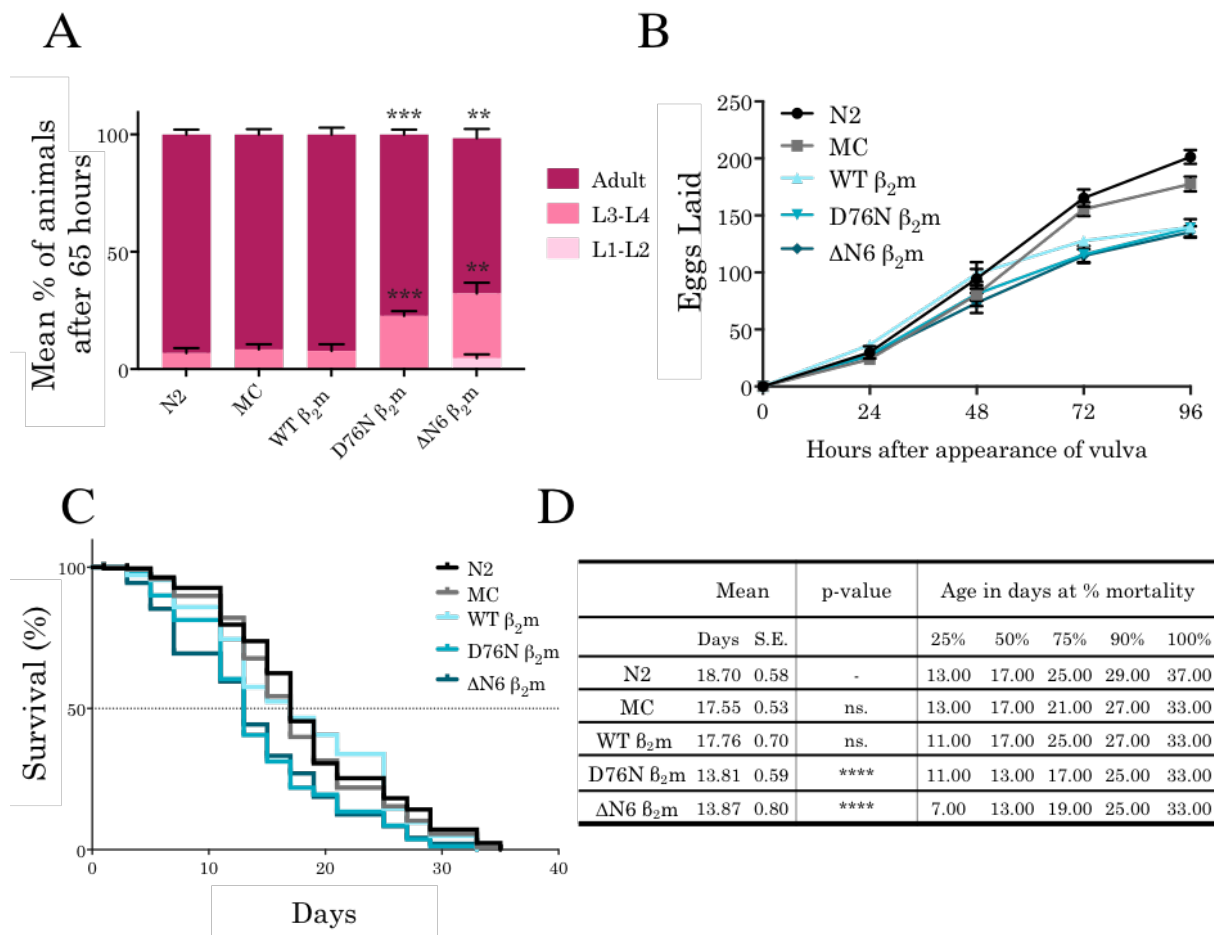 A
Mean % of animals
after 65 hours
100
50
0
*** **
**
***
N2
MC
WT β₂m
D76N β₂m
ΔN6 β₂m
Adult
L3-L4
L1-L2
B
Eggs Laid
250
200
150
100
50
0
N2
MC
WT β₂m
D76N β₂m
ΔN6 β₂m
0 24 48 72 96
Hours after appearance of vulva
C
Survival (%)
100
50
0
N2
MC
WT β₂m
D76N β₂m
ΔN6 β₂m
0 10 20 30 40
Days
D
Mean p-value Age in days at % mortality
Days S.E. 25% 50% 75% 90% 100%
N2 18.70 0.58 - 13.00 17.00 25.00 29.00 37.00
MC 17.55 0.53 ns. 13.00 17.00 21.00 27.00 33.00
WT β₂m 17.76 0.70 ns. 11.00 17.00 25.00 27.00 33.00
D76N β₂m 13.81 0.59 **** 11.00 13.00 17.00 25.00 33.00
ΔN6 β₂m 13.87 0.80 **** 7.00 13.00 19.00 25.00 33.00